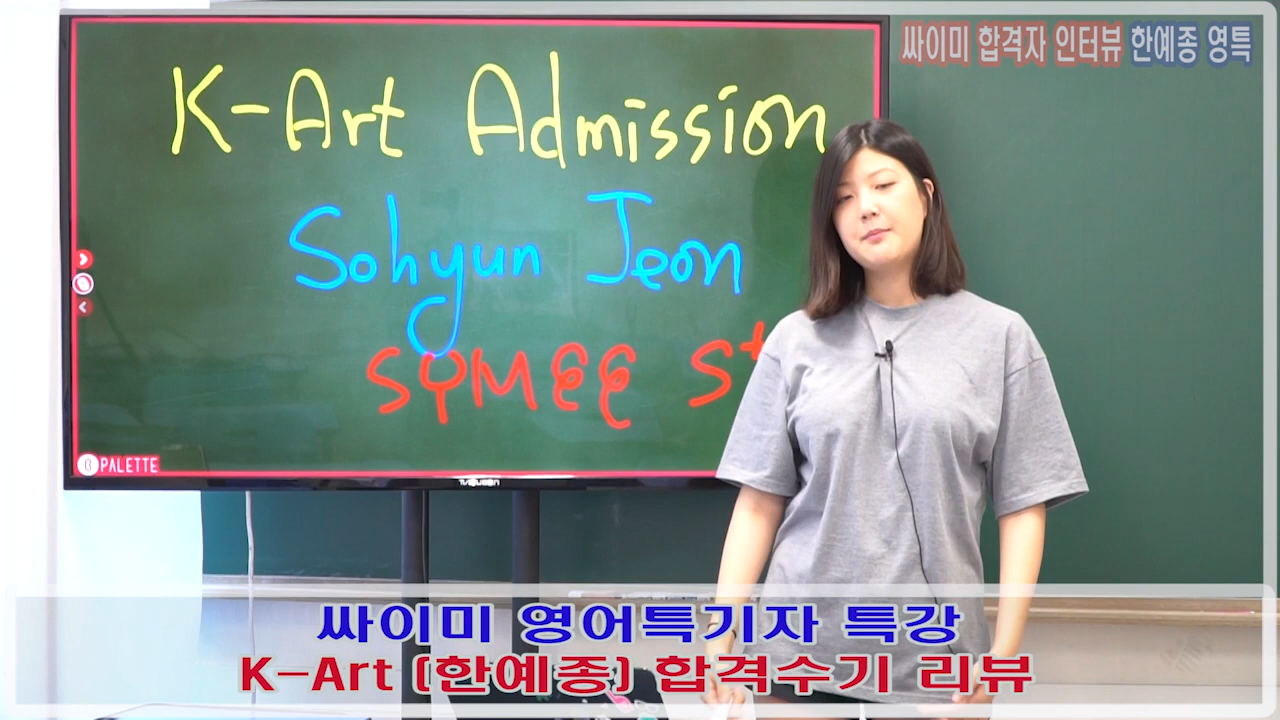 싸이미 합격자 인터뷰 한예종 영특
K-Art Admission
Sohyun Jeon
SYMEE St
PALETTE
싸이미 영어특기자 특강
K-Art (한예종) 합격수기 리뷰